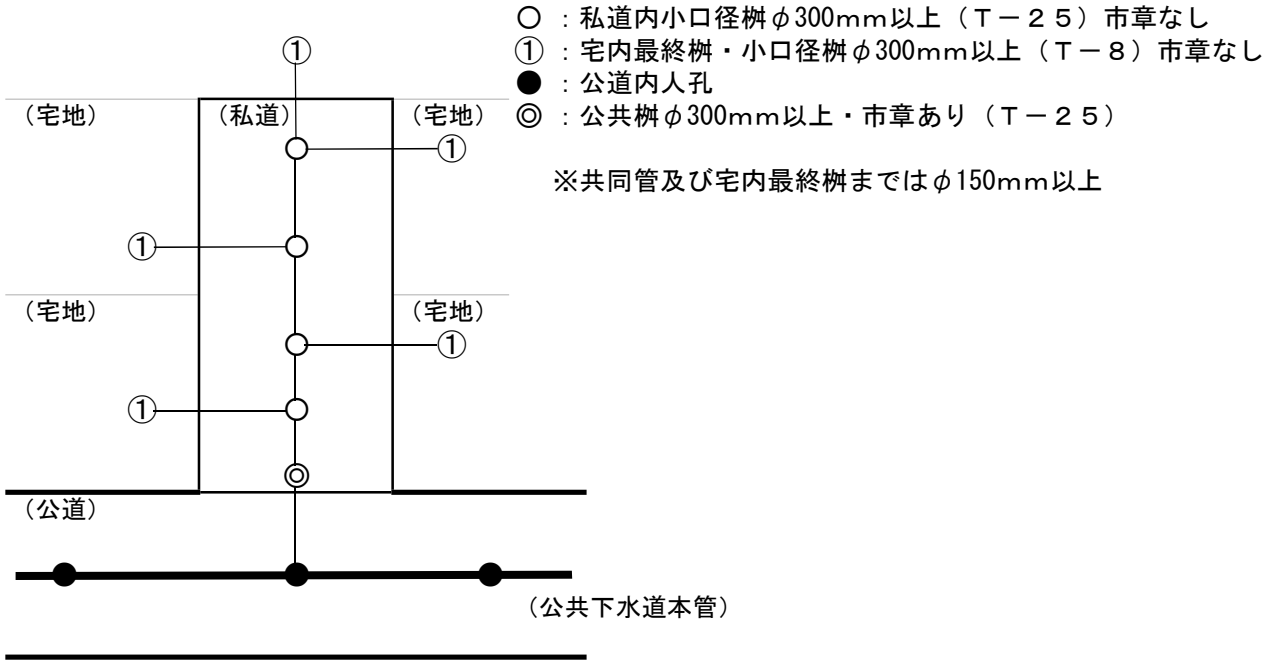 ○ ：私道内小口径桝φ300mm以上（Ｔ－２５）市章なし
① ：宅内最終桝・小口径桝φ300mm以上（Ｔ－８）市章なし
● ：公道内人孔
◎ ：公共桝φ300mm以上・市章あり（Ｔ－２５）
※共同管及び宅内最終桝まではφ150mm以上
①
（宅地）
（私道）
（宅地）
①
①
（宅地）
（宅地）
①
①
（公道）
（公共下水道本管）